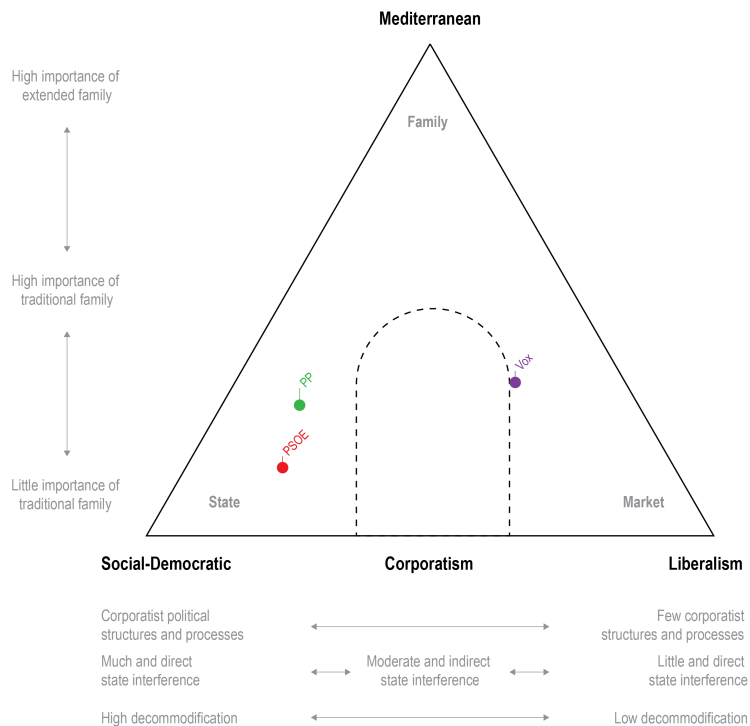 Mediterranean
High importance of
extended family
Family
High importance of
traditional family
Vox
PP
PSOE
Little importance of
traditional family
State
Market
Social-Democratic
Corporatism
Liberalism
Corporatist political
structures and processes
Few corporatist
structures and processes
Much and direct
state interference
Moderate and indirect
state interference
Little and direct
state interference
High decommodification
Low decommodification